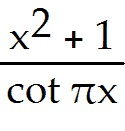 x² + 1
cot πx